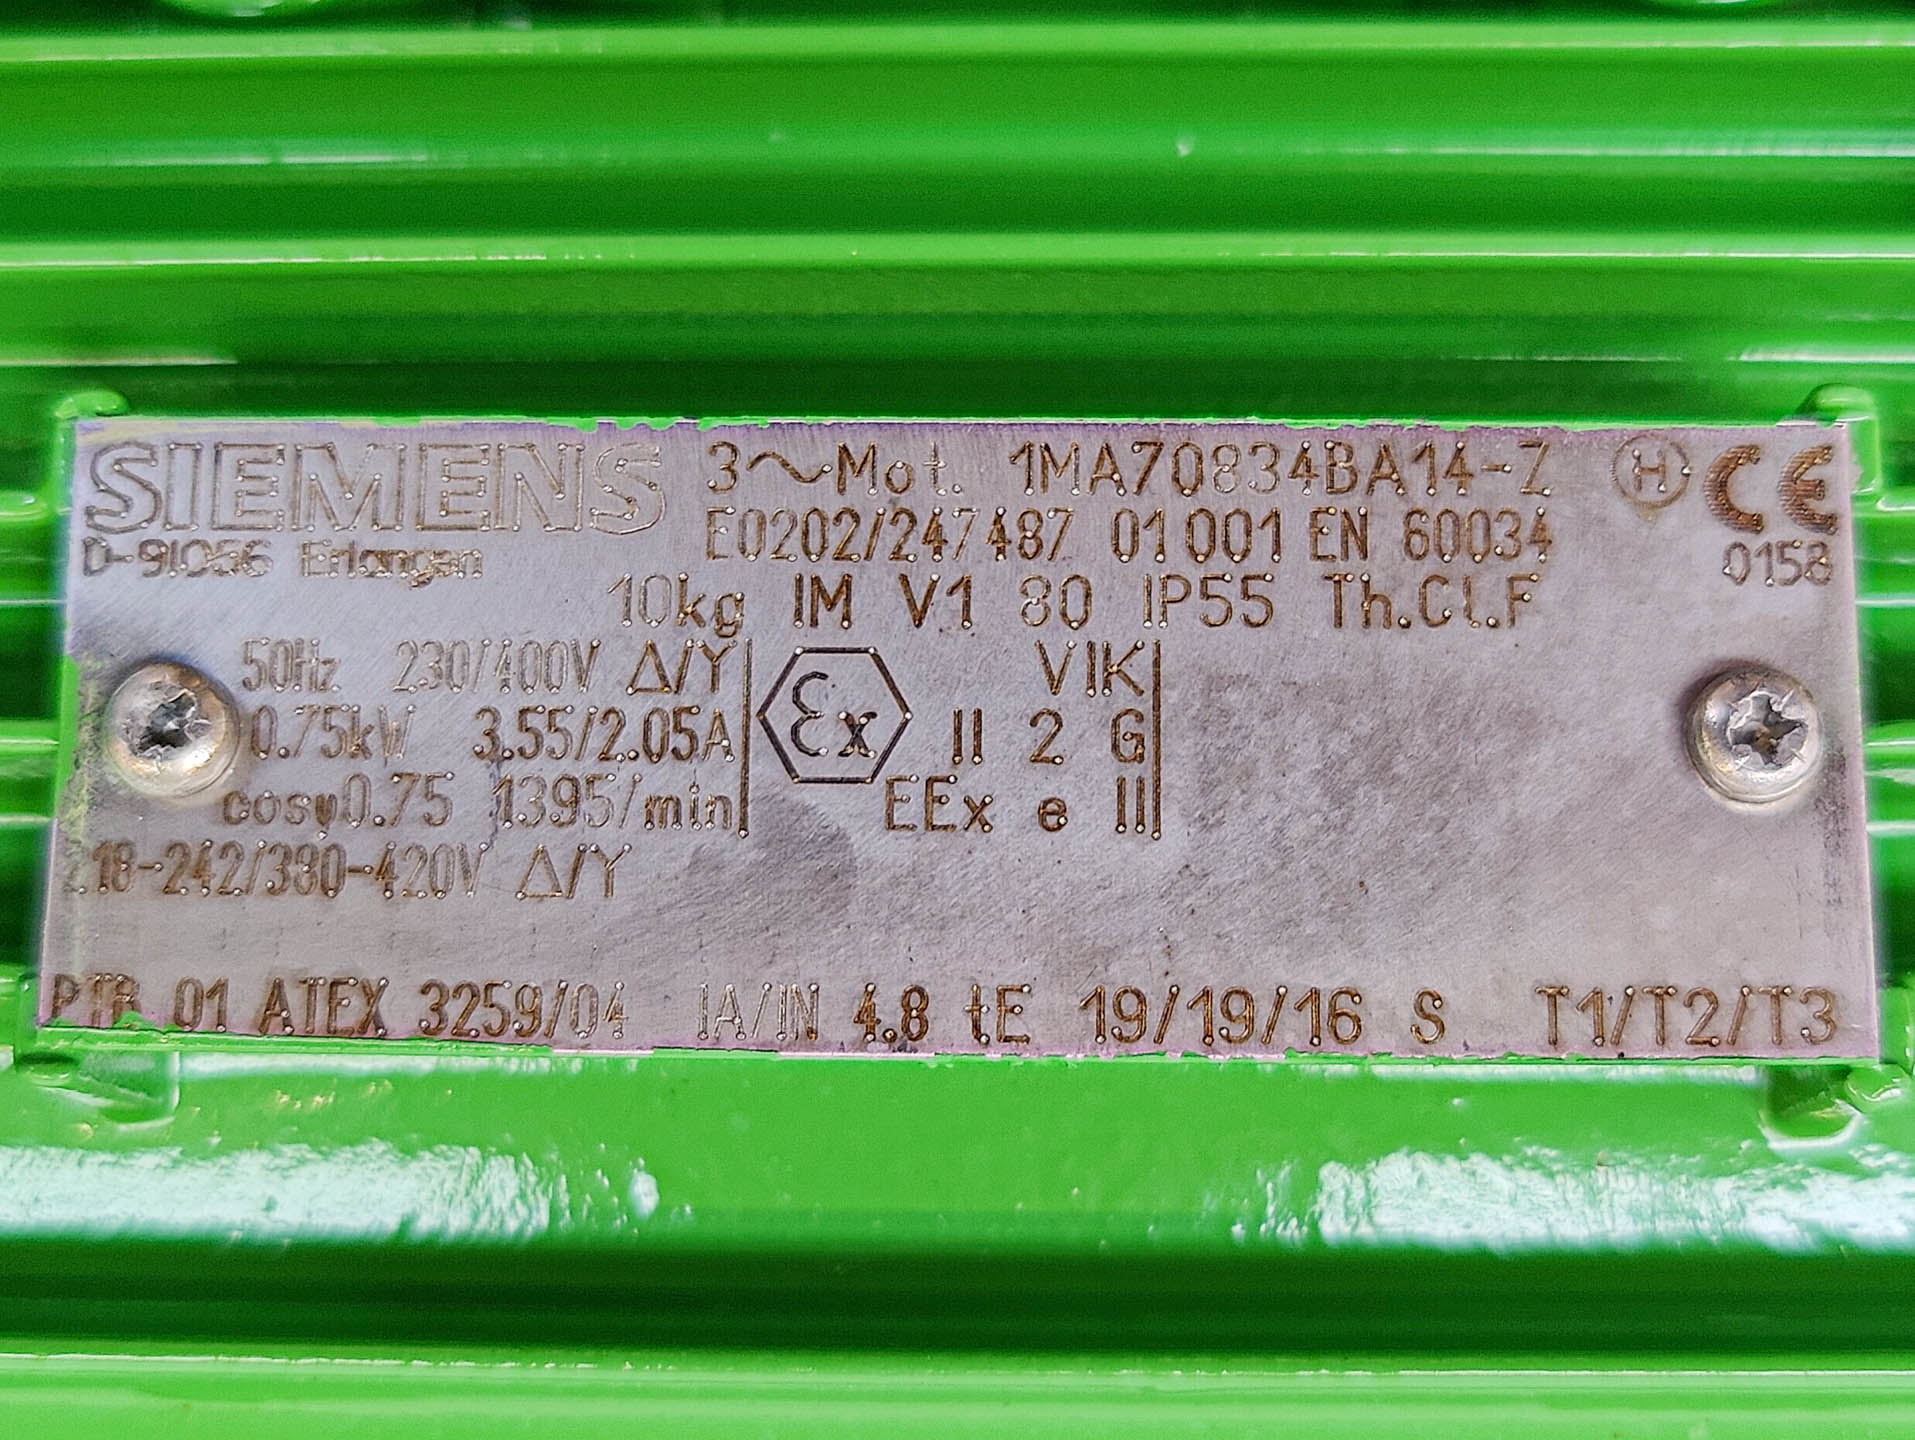 SIEMENS 3~Mot. 1MA70834BA14-Z H CE
D-91056 Erlangen E0202/247487 01 001 EN 60034 0158
10kg IM V1 80 IP55 Th.Cl.F
50Hz 230/400V Δ/Y VIK
0.75kW 3.55/2.05A Ex II 2 G
cosφ0.75 1395/min EEx e II
218-242/380-420V Δ/Y
PTB 01 ATEX 3259/04 IA/IN 4.8 tE 19/19/16 S T1/T2/T3